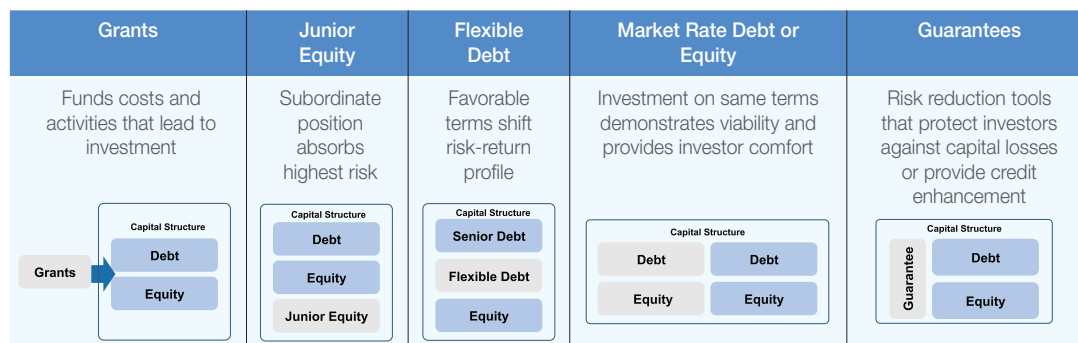 Grants
Funds costs and
activities that lead to
investment
Capital Structure
Grants
Debt
Equity
Junior
Equity
Subordinate
position
absorbs
highest risk
Capital Structure
Debt
Equity
Junior Equity
Flexible
Debt
Favorable
terms shift
risk-return
profile
Capital Structure
Senior Debt
Flexible Debt
Equity
Market Rate Debt or
Equity
Investment on same terms
demonstrates viability and
provides investor comfort
Capital Structure
Debt
Debt
Equity
Equity
Guarantees
Risk reduction tools
that protect investors
against capital losses
or provide credit
enhancement
Capital Structure
Guarantee
Debt
Equity